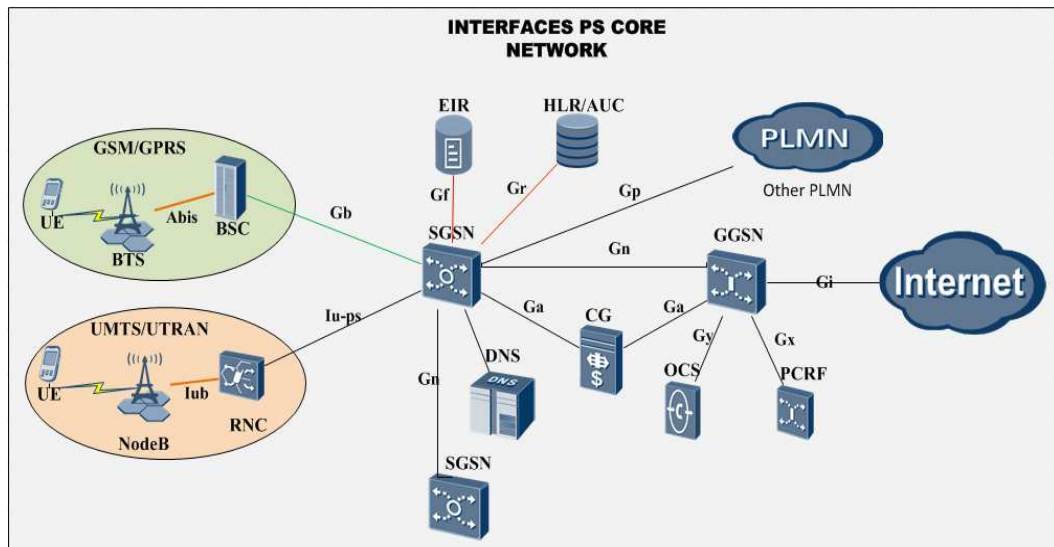 INTERFACES PS CORE
NETWORK
EIR
HLR/AUC
PLMN
Other PLMN
GSM/GPRS
UE
Abis
BSC
BTS
Gb
Gf
Gr
Gp
SGSN
Gn
GGSN
Gi
Internet
UMTS/UTRAN
UE
Iub
RNC
NodeB
Iu-ps
Ga
CG
Ga
$
Gn
DNS
DNS
Gy
Gx
OCS
C
PCRF
SGSN